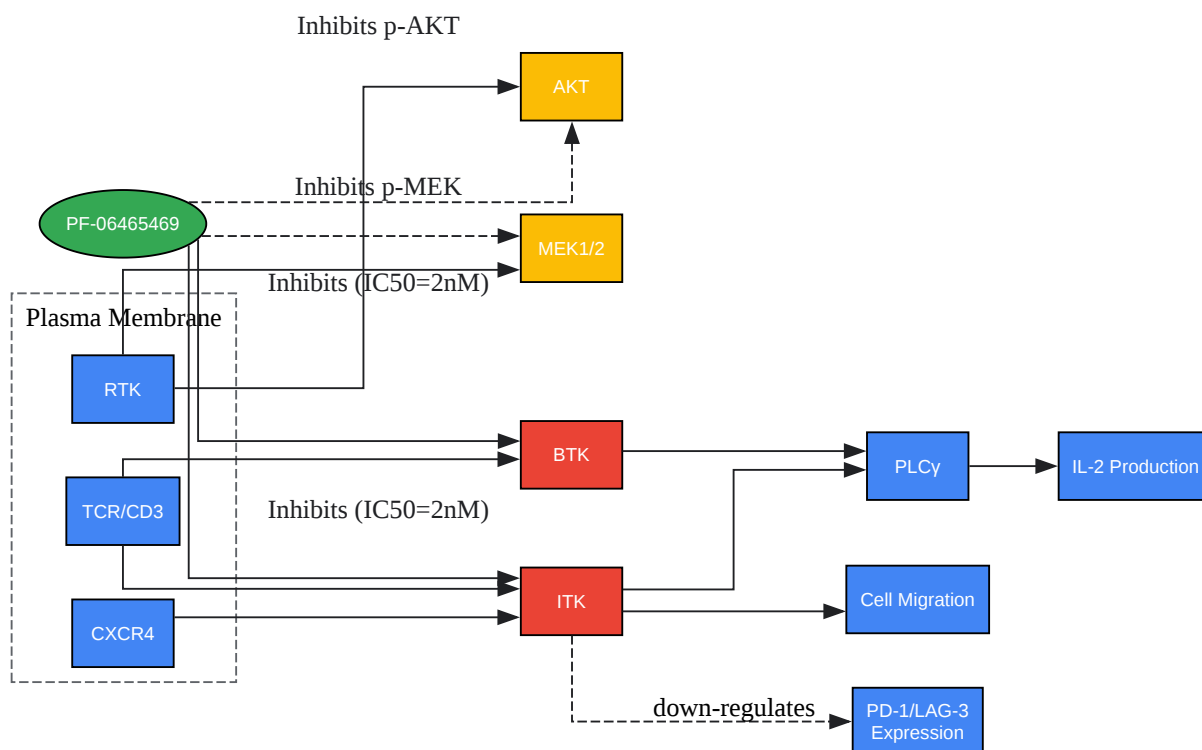 Inhibits p-AKT
AKT
Inhibits p-MEK
PF-06465469
MEK1/2
Inhibits (IC50=2nM)
Plasma Membrane
RTK
BTK
PLCγ
IL-2 Production
TCR/CD3
Inhibits (IC50=2nM)
ITK
Cell Migration
CXCR4
down-regulates
PD-1/LAG-3
Expression